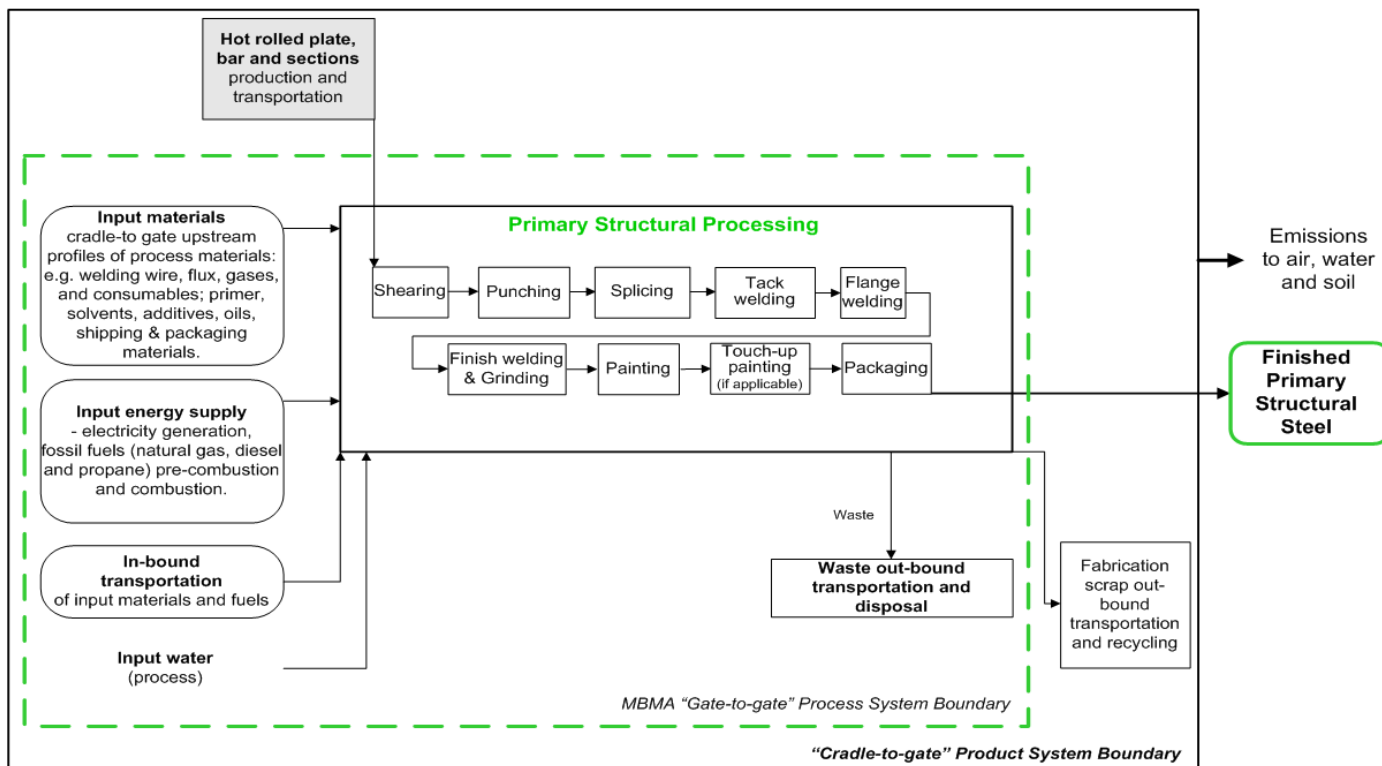 Hot rolled plate,
bar and sections
production and
transportation
Input materials
cradle-to gate upstream
profiles of process materials:
e.g. welding wire, flux, gases,
and consumables; primer,
solvents, additives, oils,
shipping & packaging
materials.
Input energy supply
- electricity generation,
fossil fuels (natural gas, diesel
and propane) pre-combustion
and combustion.
In-bound
transportation
of input materials and fuels
Input water
(process)
Primary Structural Processing
Shearing
Punching
Splicing
Tack
welding
Flange
welding
Finish welding
& Grinding
Painting
Touch-up
painting
(if applicable)
Packaging
Waste
Waste out-bound
transportation and
disposal
Fabrication
scrap out-
bound
transportation
and recycling
Emissions
to air, water
and soil
Finished
Primary
Structural
Steel
MBMA “Gate-to-gate” Process System Boundary
“Cradle-to-gate” Product System Boundary